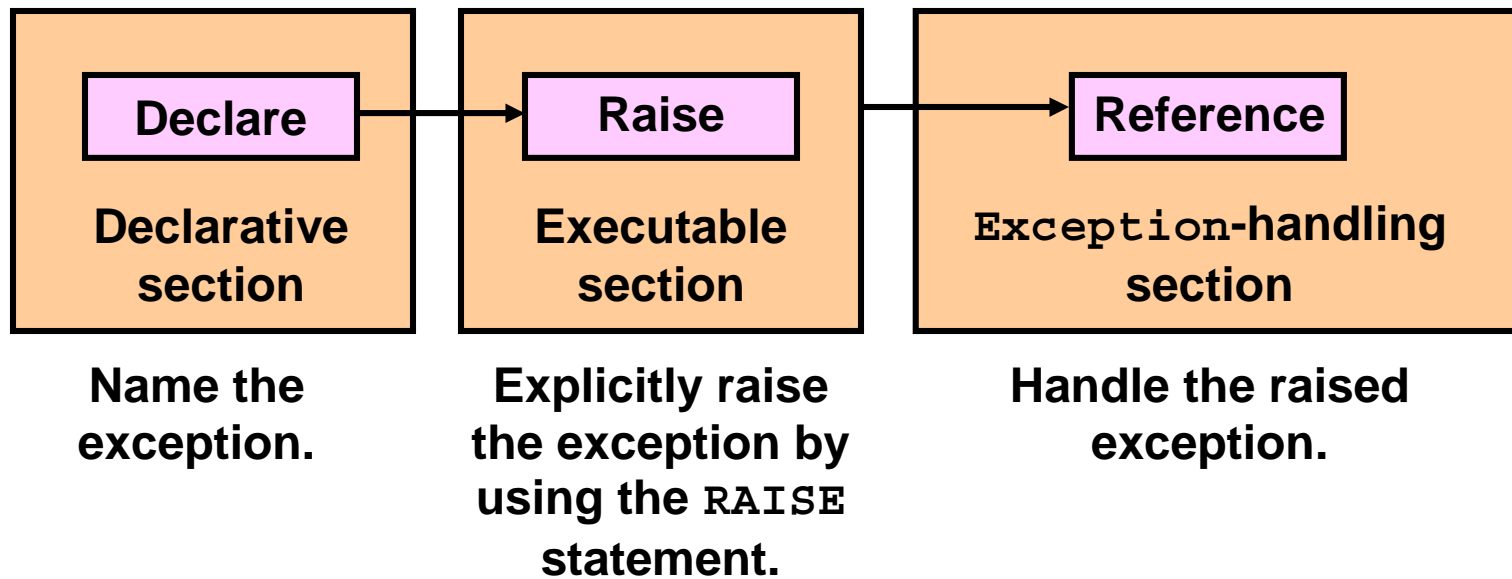 Declare
Declarative
section
Name the
exception.
Raise
Executable
section
Explicitly raise
the exception by
using the RAISE
statement.
Reference
Exception-handling
section
Handle the raised
exception.